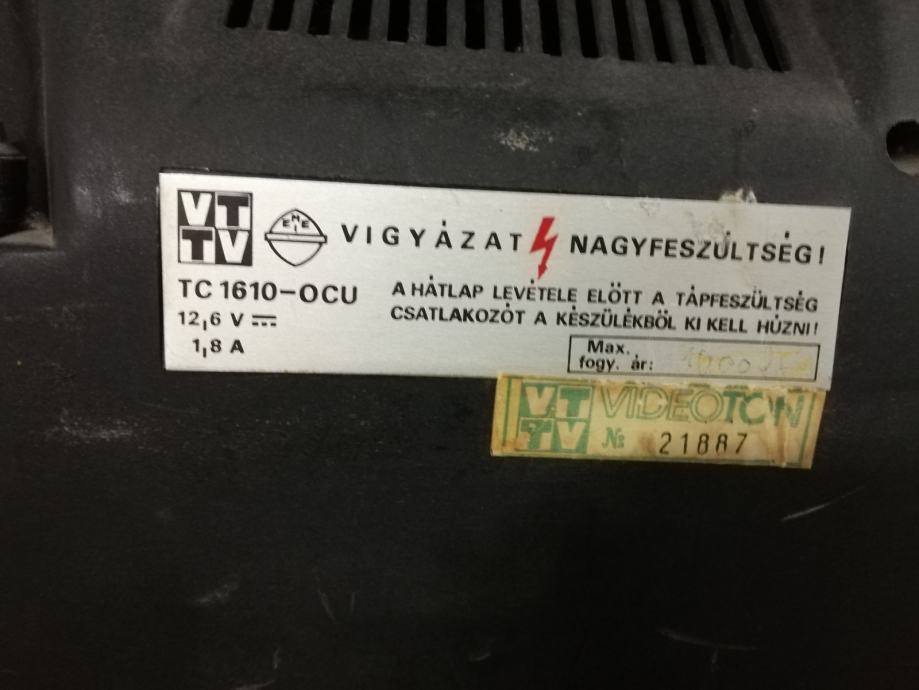 VT
TV
EMEI
VIGYÁZAT NAGYFESZÜLTSÉG!
TC 1610-OCU
12,6 V
1,8 A
A HÁTLAP LEVÉTELE ELŐTT A TÁPFESZÜLTSÉG
CSATLAKOZÓT A KÉSZÜLÉKBŐL KI KELL HÚZNI!
Max.
fogy. ár:
VT
TV
VIDEOTON
№ 21887